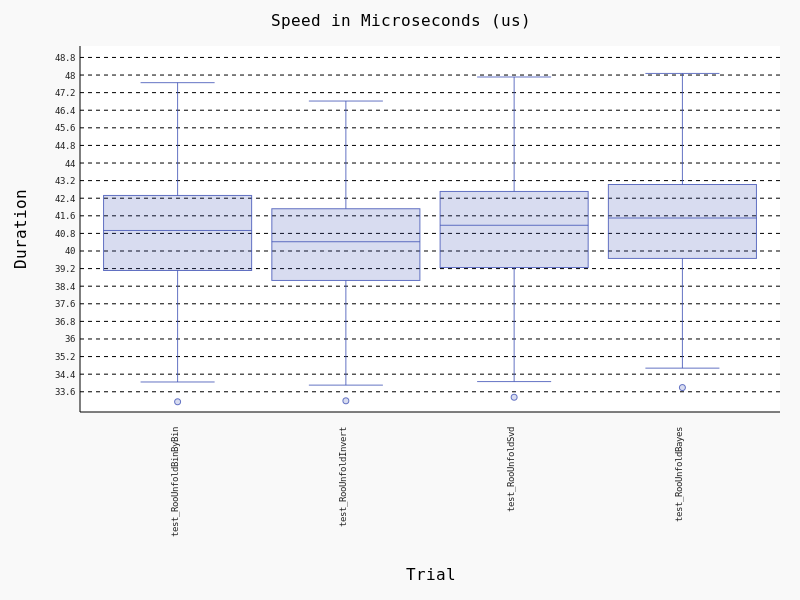 Speed in Microseconds (us)
Duration
48.8
48
47.2
46.4
45.6
44.8
44
43.2
42.4
41.6
40.8
40
39.2
38.4
37.6
36.8
36
35.2
34.4
33.6
test_RooUnfoldBinByBin
test_RooUnfoldInvert
test_RooUnfoldSvd
test_RooUnfoldBayes
Trial